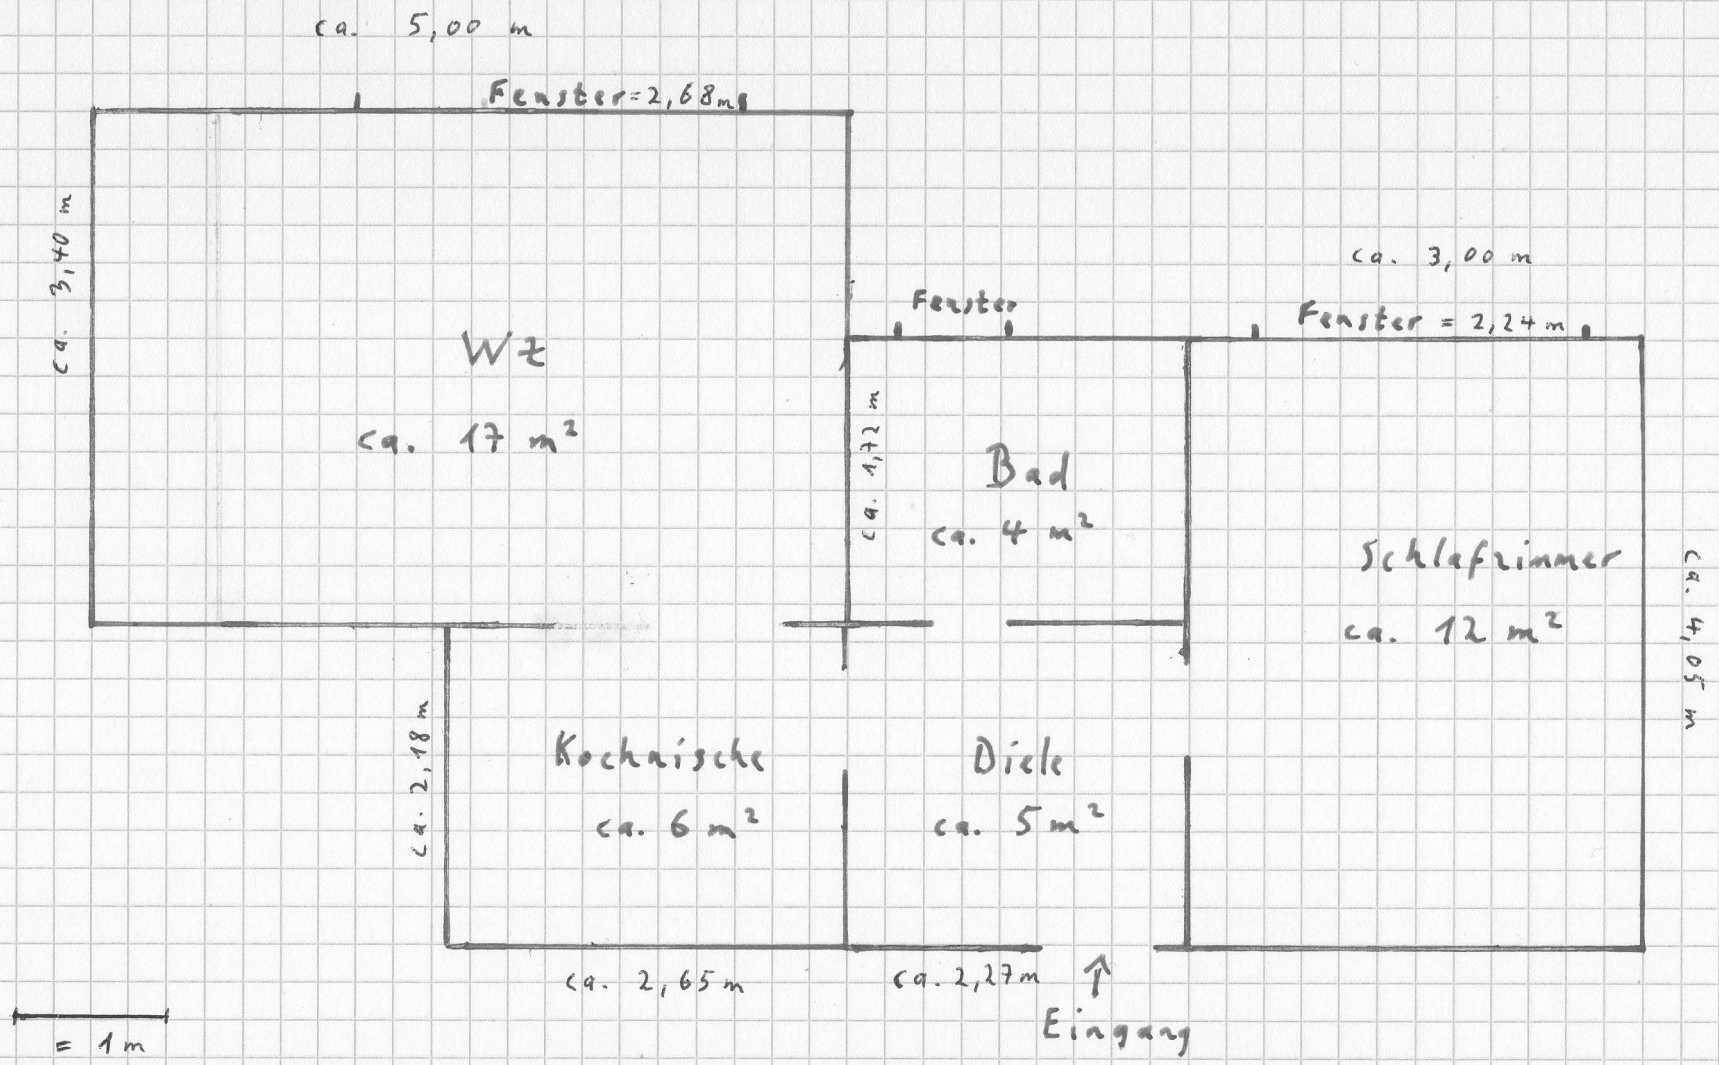 ca. 5,00 m
Fenster=2,68m
ca. 3,40 m
Wz
ca. 17 m²
ca. 3,00 m
Fenster
Fenster = 2,24 m
ca. 1,72 m
Bad
ca. 4 m²
Schlafzimmer
ca. 12 m²
ca. 4,05 m
ca. 2,18 m
Kochnische
ca. 6 m²
Diele
ca. 5 m²
ca. 2,65 m
ca. 2,27m
↑
Eingang
= 1 m